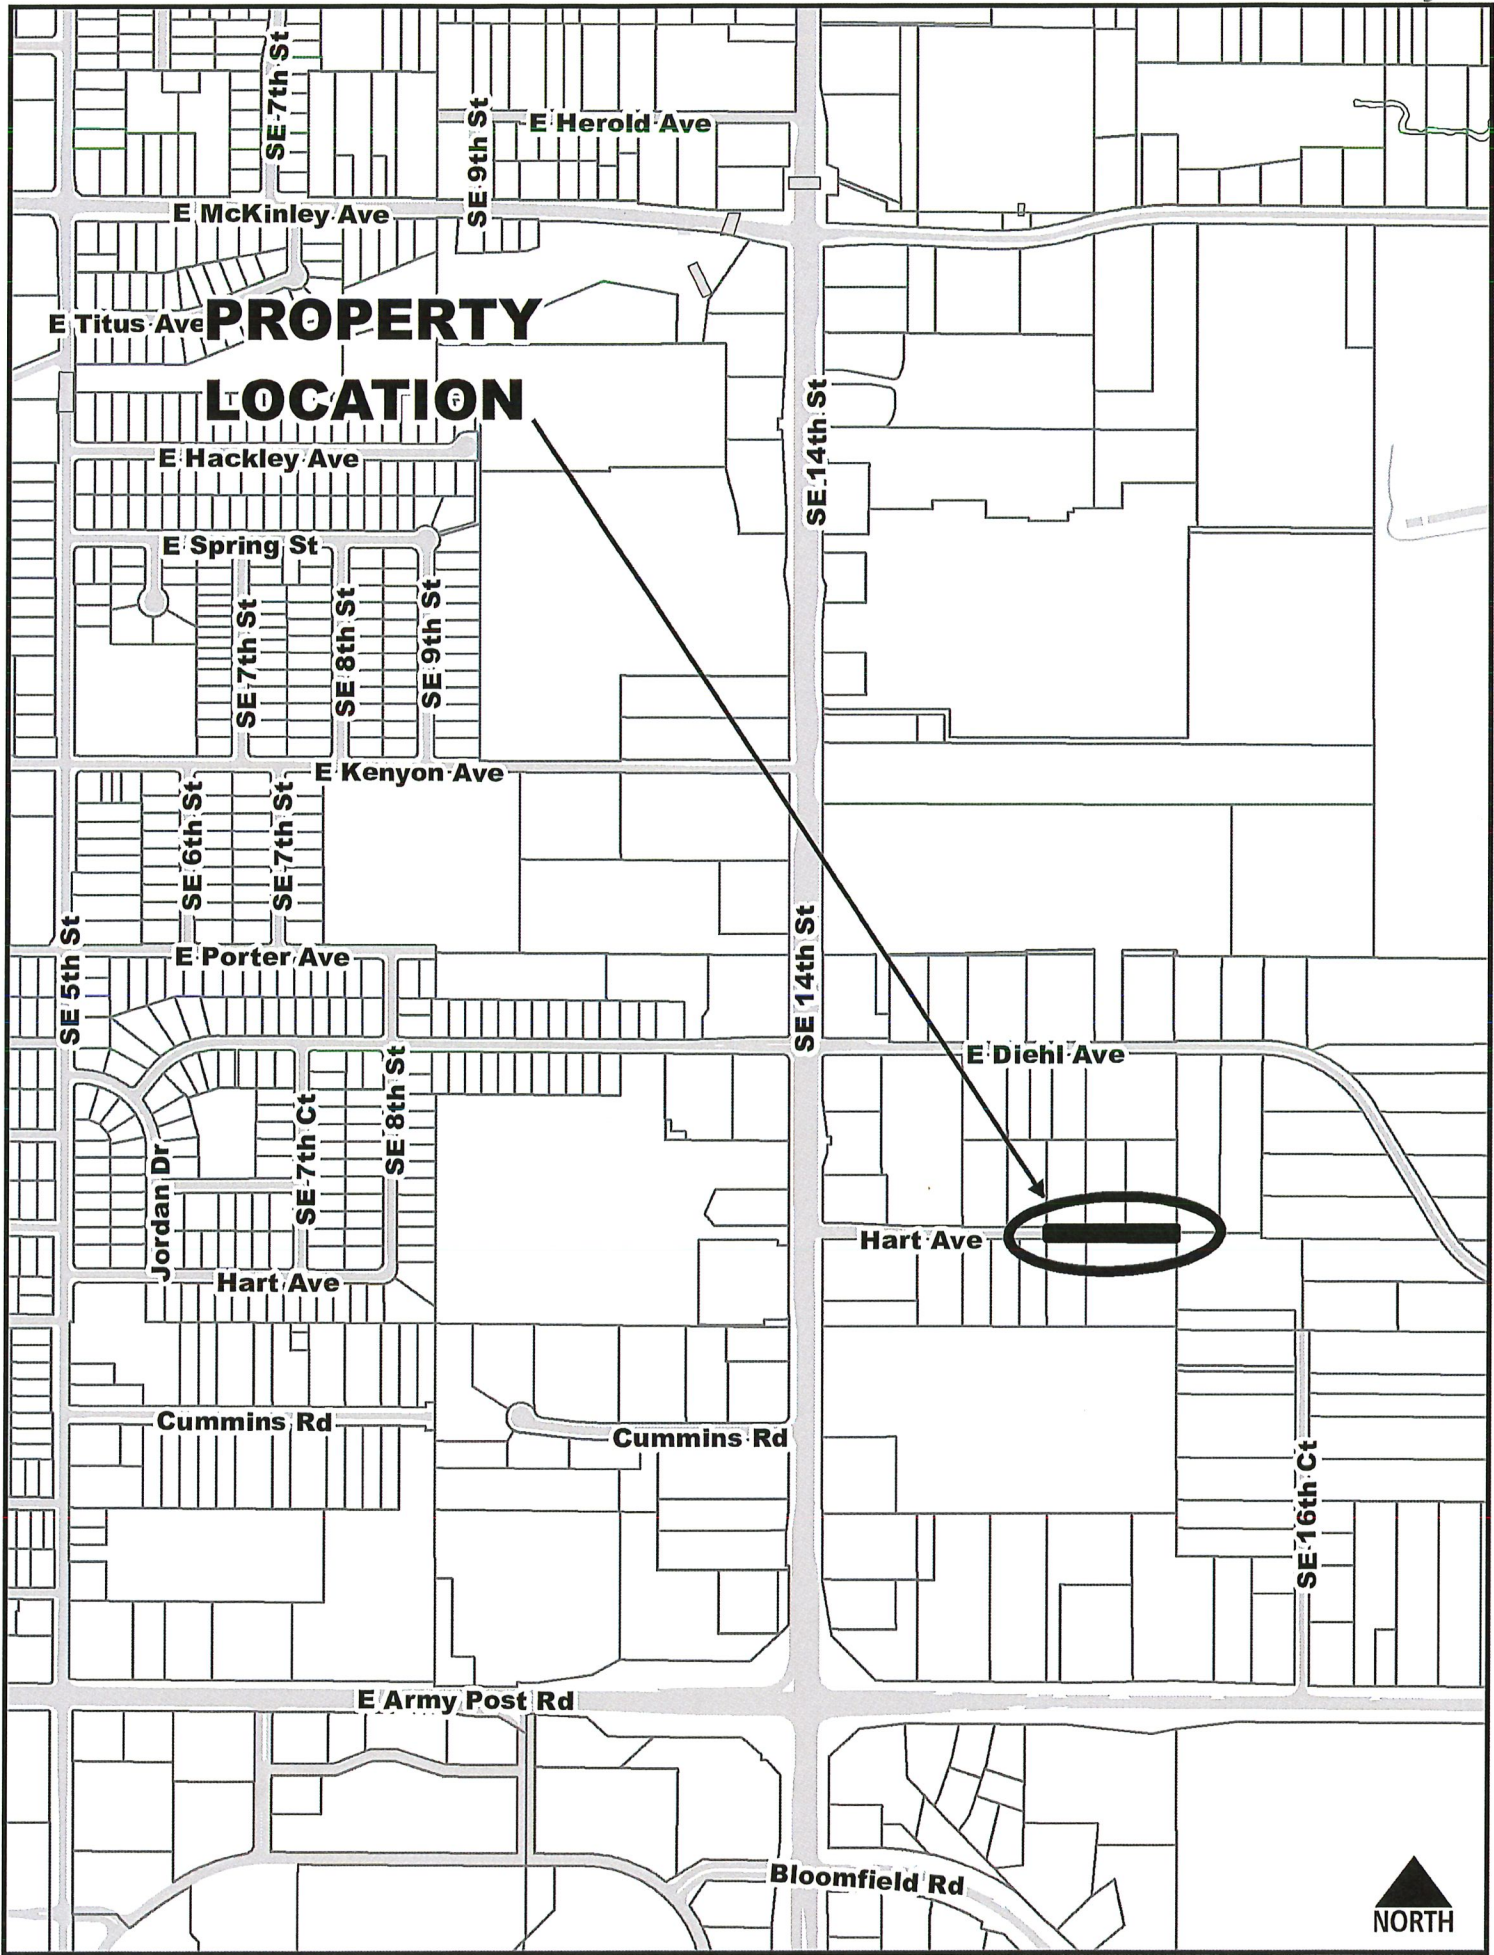 SE 7th St
SE 9th St
E Herold Ave
E McKinley Ave
E Titus Ave
PROPERTY
LOCATION
SE 14th St
E Hackley Ave
E Spring St
SE 7th St
SE 8th St
SE 9th St
E Kenyon Ave
SE 6th St
SE 7th St
SE 5th St
E Porter Ave
SE 14th St
E Diehl Ave
SE 7th Ct
SE 8th St
Jordan Dr
Hart Ave
Hart Ave
Cummins Rd
Cummins Rd
SE 16th Ct
E Army Post Rd
Bloomfield Rd
NORTH